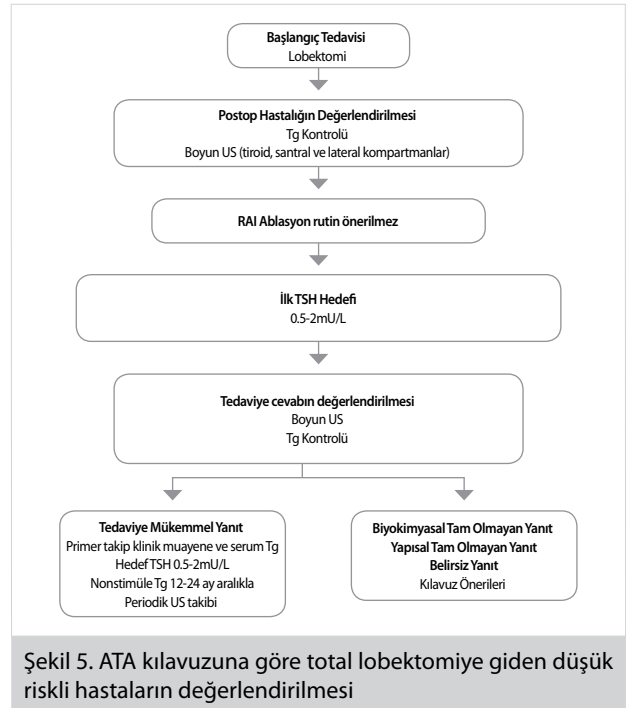 Başlangıç Tedavisi
Lobektomi
Postop Hastalığın Değerlendirilmesi
Tg Kontrolü
Boyun US (tiroid, santral ve lateral kompartmanlar)
RAI Ablasyon rutin önerilmez
İlk TSH Hedefi
0.5-2mU/L
Tedaviye cevabın değerlendirilmesi
Boyun US
Tg Kontrolü
Tedaviye Mükemmel Yanıt
Primer takip klinik muayene ve serum Tg
Hedef TSH 0.5-2mU/L
Nonstimüle Tg 12-24 ay aralıkla
Periodik US takibi
Biyokimyasal Tam Olmayan Yanıt
Yapısal Tam Olmayan Yanıt
Belirsiz Yanıt
Kılavuz Önerileri
Şekil 5. ATA kılavuzuna göre total lobektomiye giden düşük
riskli hastaların değerlendirilmesi